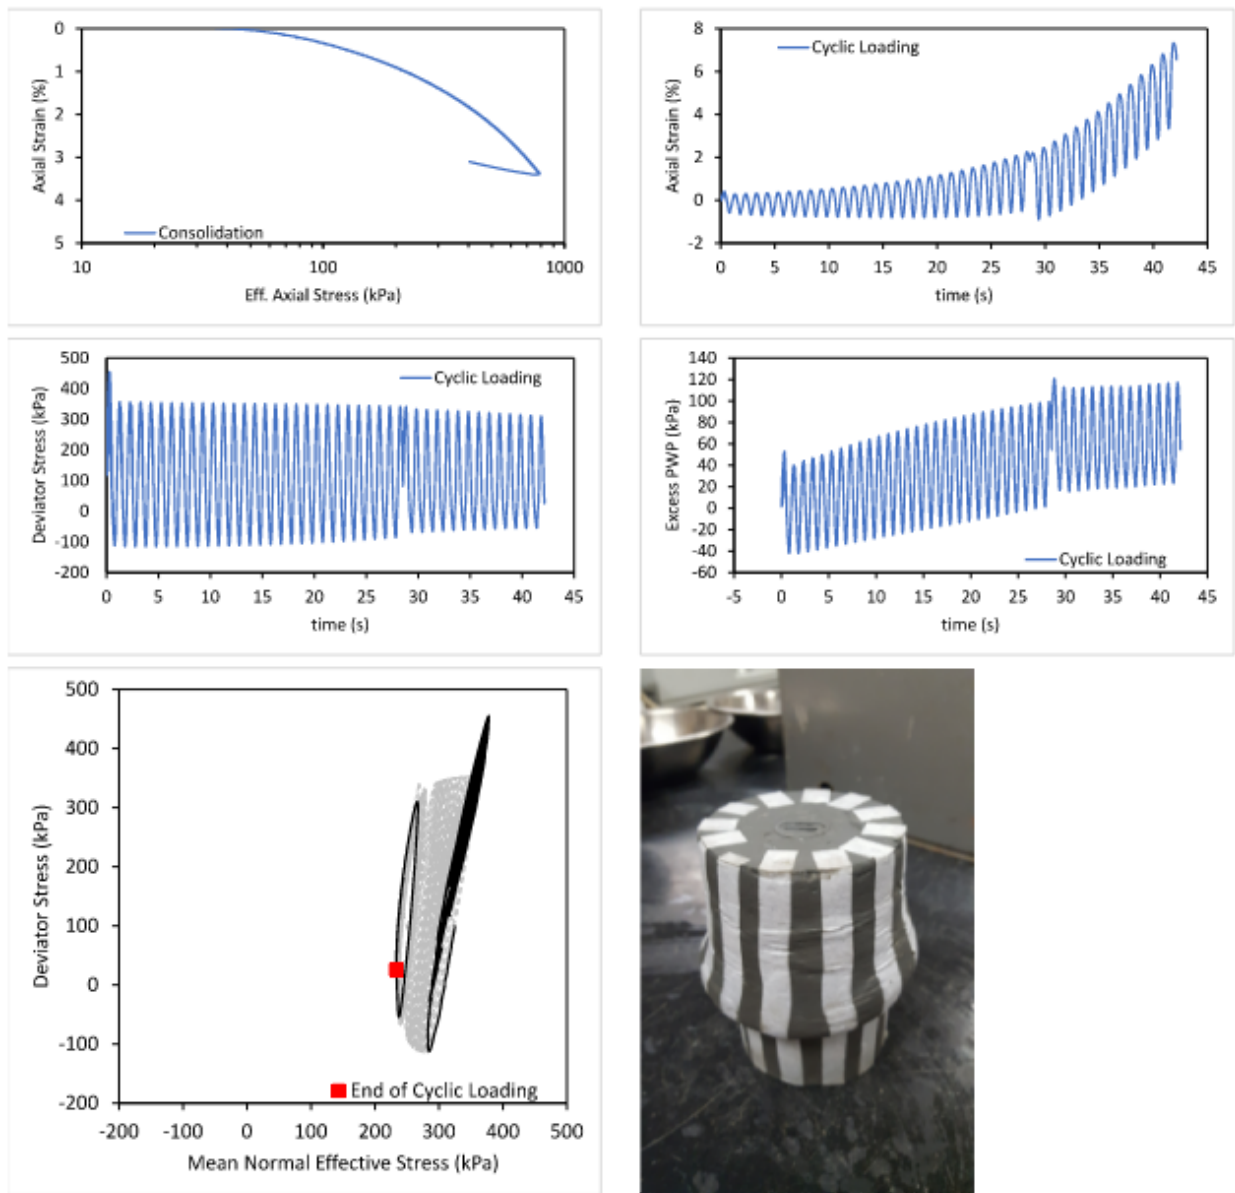 0
1
2
3
4
5
Axial Strain (%)
Consolidation
10 100 1000
Eff. Axial Stress (kPa)
8
6
4
2
0
-2
Axial Strain (%)
Cyclic Loading
0 5 10 15 20 25 30 35 40 45
time (s)
500
400
300
200
100
0
-100
-200
Deviator Stress (kPa)
Cyclic Loading
0 5 10 15 20 25 30 35 40 45
time (s)
140
120
100
80
60
40
20
0
-20
-40
-60
Excess PWP (kPa)
Cyclic Loading
-5 0 5 10 15 20 25 30 35 40 45
time (s)
500
400
300
200
100
0
-100
-200
Deviator Stress (kPa)
End of Cyclic Loading
-200 -100 0 100 200 300 400 500
Mean Normal Effective Stress (kPa)